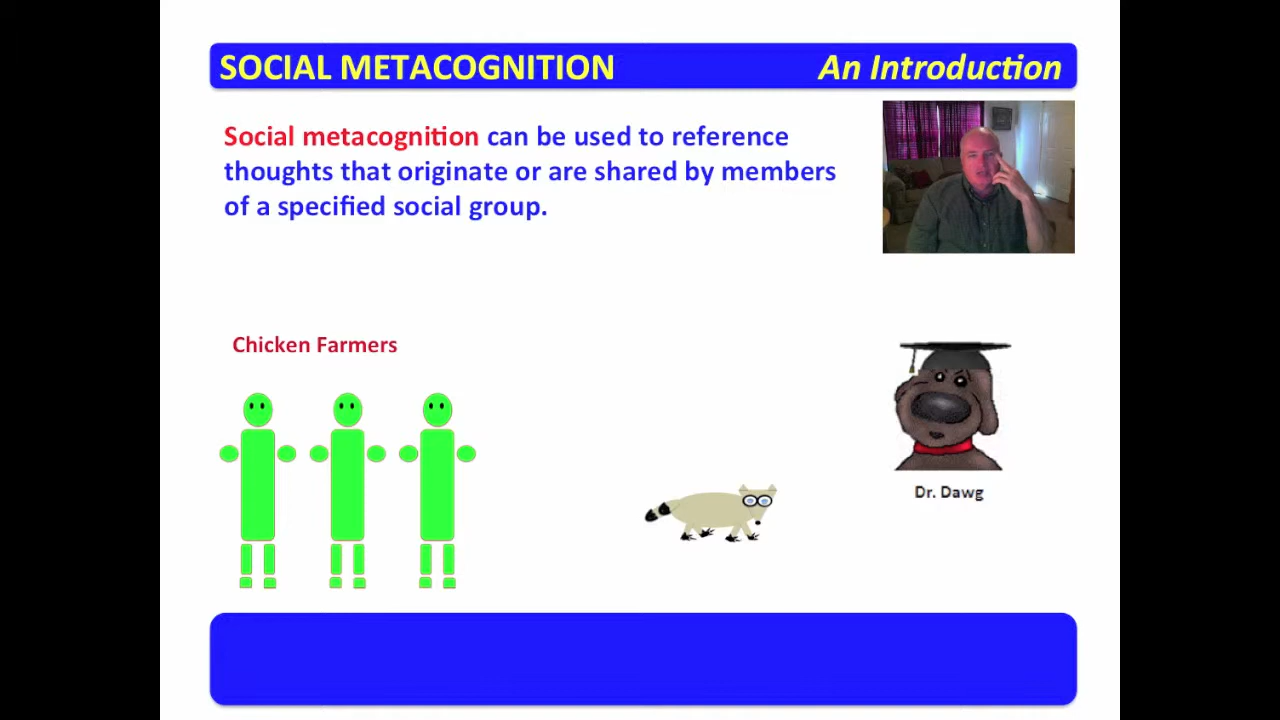 SOCIAL METACOGNITION An Introduction
Social metacognition can be used to reference
thoughts that originate or are shared by members
of a specified social group.
Chicken Farmers
Dr. Dawg